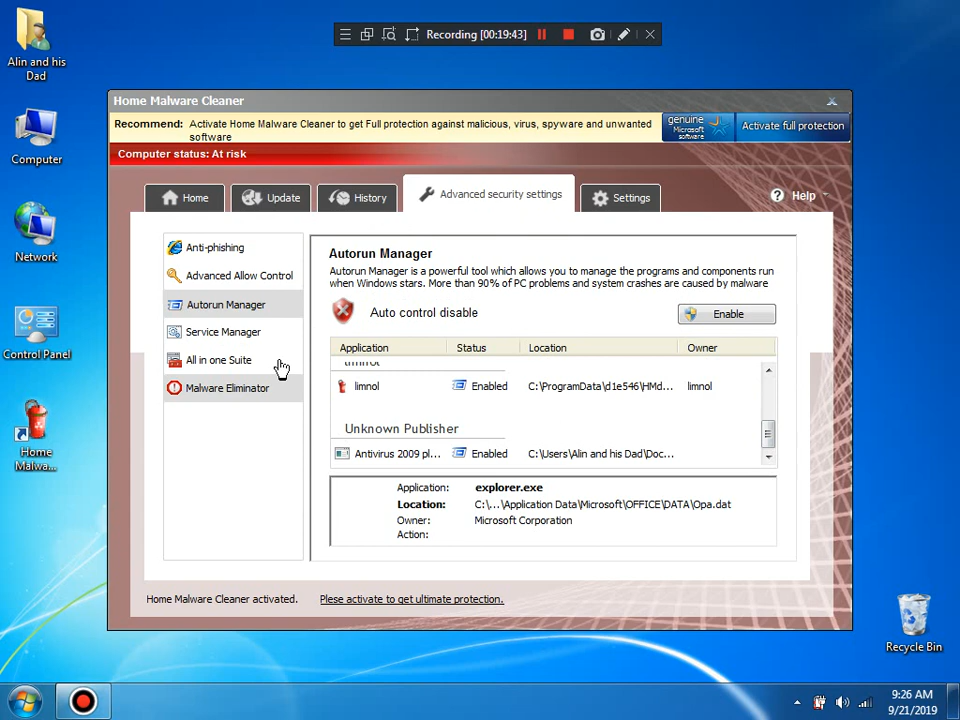 Recording [00:19:43]
Alin and his
Dad
Computer
Network
Control Panel
Home
Malwa...
Recycle Bin
Home Malware Cleaner
Recommend: Activate Home Malware Cleaner to get Full protection against malicious, virus, spyware and unwanted
software
genuine
Microsoft
software
Activate full protection
Computer status: At risk
Home
Update
History
Advanced security settings
Settings
Help
Anti-phishing
Advanced Allow Control
Autorun Manager
Service Manager
All in one Suite
Malware Eliminator
Autorun Manager
Autorun Manager is a powerful tool which allows you to manage the programs and components run
when Windows stars. More than 90% of PC problems and system crashes are caused by malware
Auto control disable
Enable
Application Status Location Owner
limnol
limnol Enabled C:\ProgramData\d1e546\HMd... limnol
Unknown Publisher
Antivirus 2009 pl... Enabled C:\Users\Alin and his Dad\Doc...
Application: explorer.exe
Location: C:\...\Application Data\Microsoft\OFFICE\DATA\Opa.dat
Owner: Microsoft Corporation
Action:
Home Malware Cleaner activated. Plese activate to get ultimate protection.
9:26 AM
9/21/2019